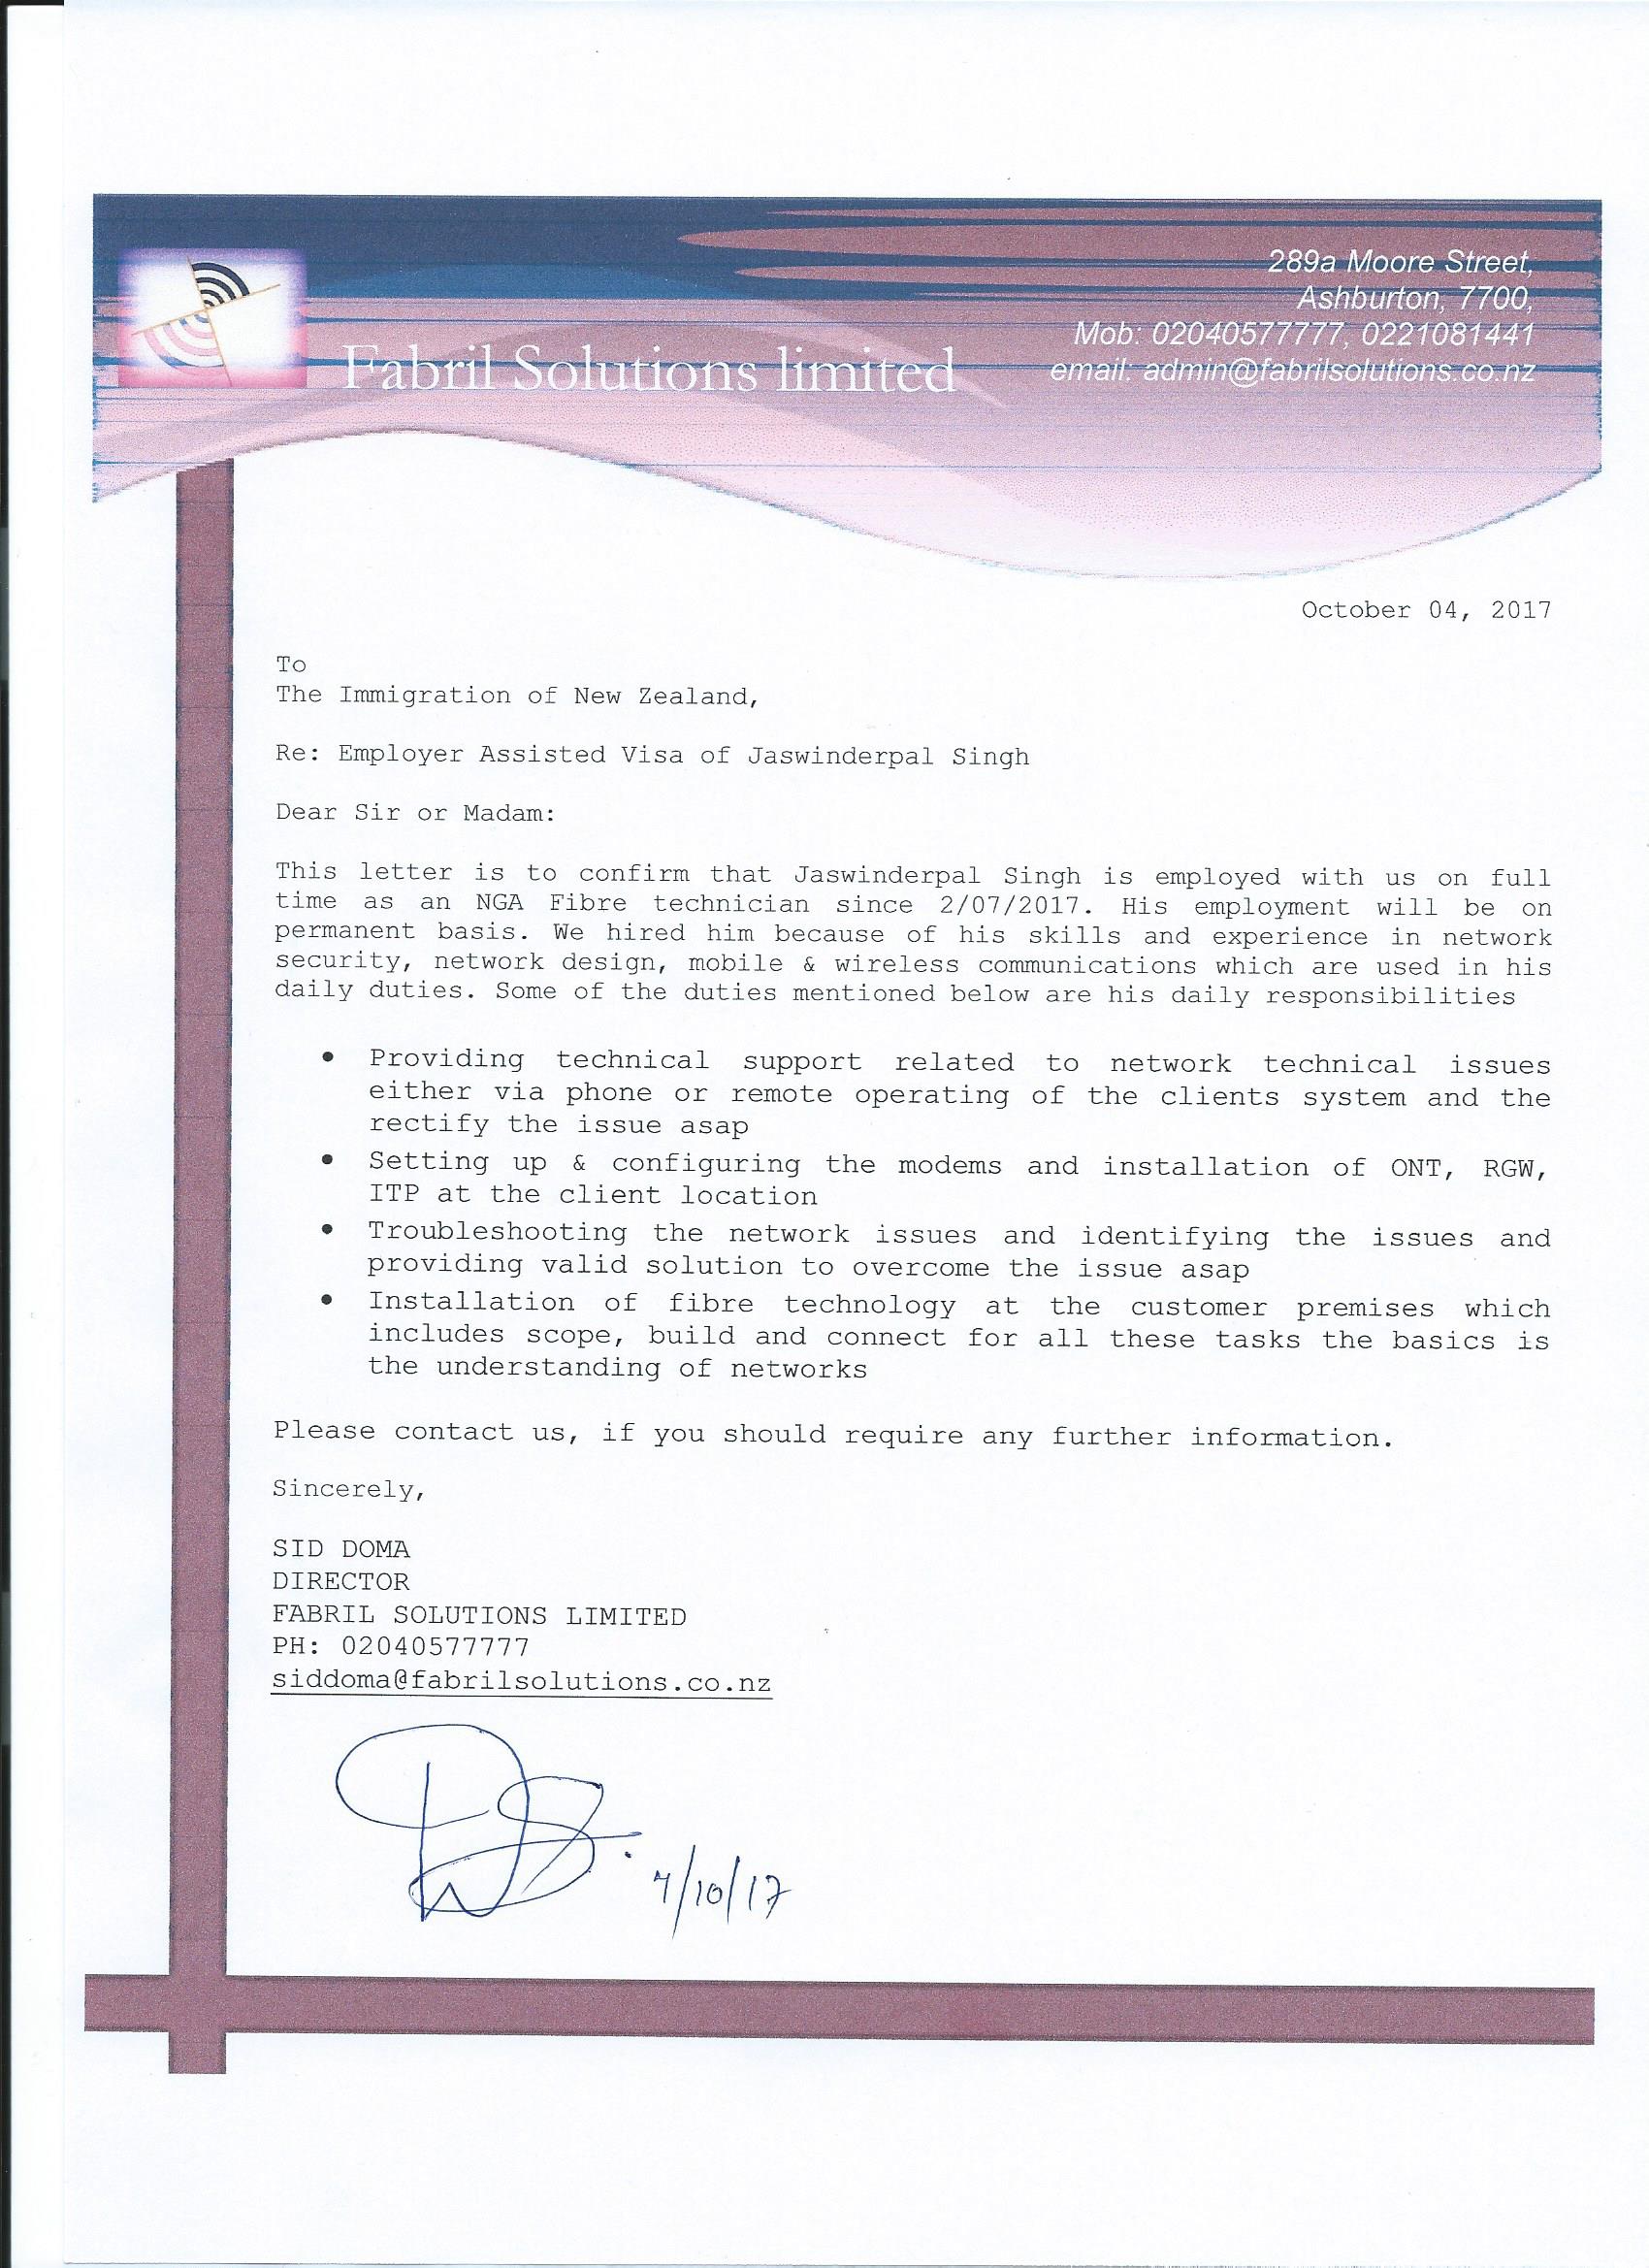 289a Moore Street,
Ashburton, 7700,
Mob: 02040577777, 0221081441
email: admin@fabrilsolutions.co.nz
Fabril Solutions limited
October 04, 2017
To
The Immigration of New Zealand,
Re: Employer Assisted Visa of Jaswinderpal Singh
Dear Sir or Madam:
This letter is to confirm that Jaswinderpal Singh is employed with us on full
time as an NGA Fibre technician since 2/07/2017. His employment will be on
permanent basis. We hired him because of his skills and experience in network
security, network design, mobile & wireless communications which are used in his
daily duties. Some of the duties mentioned below are his daily responsibilities
• Providing technical support related to network technical issues
either via phone or remote operating of the clients system and the
rectify the issue asap
• Setting up & configuring the modems and installation of ONT, RGW,
ITP at the client location
• Troubleshooting the network issues and identifying the issues and
providing valid solution to overcome the issue asap
• Installation of fibre technology at the customer premises which
includes scope, build and connect for all these tasks the basics is
the understanding of networks
Please contact us, if you should require any further information.
Sincerely,
SID DOMA
DIRECTOR
FABRIL SOLUTIONS LIMITED
PH: 02040577777
siddoma@fabrilsolutions.co.nz
4/10/17